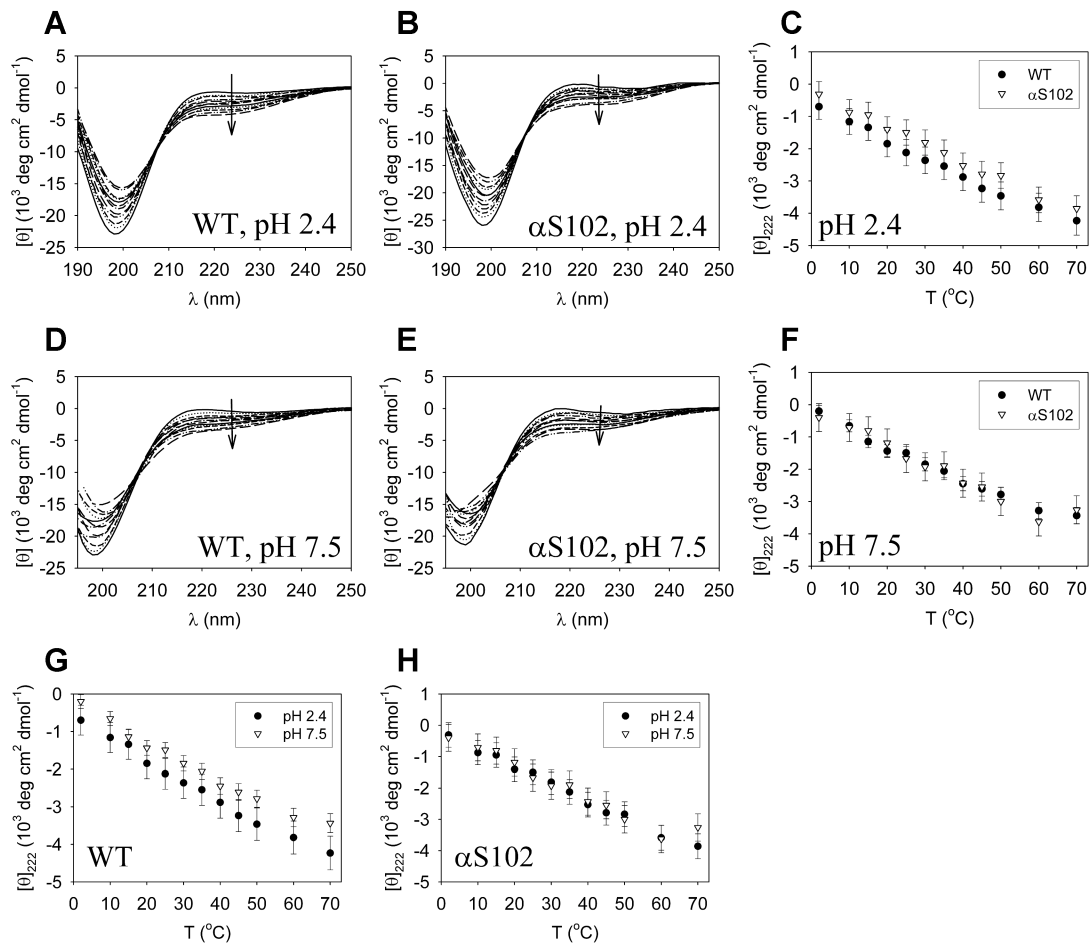 A
B
C
5
0
-5
-10
-15
-20
-25
190 200 210 220 230 240 250
[θ] (10³ deg cm² dmol⁻¹)
λ (nm)
WT, pH 2.4
5
0
-5
-10
-15
-20
-25
-30
190 200 210 220 230 240 250
[θ] (10³ deg cm² dmol⁻¹)
λ (nm)
αS102, pH 2.4
1
0
-1
-2
-3
-4
-5
0 10 20 30 40 50 60 70
[θ]₂₂₂ (10³ deg cm² dmol⁻¹)
T (°C)
WT
αS102
pH 2.4
D
E
F
5
0
-5
-10
-15
-20
-25
200 210 220 230 240 250
[θ] (10³ deg cm² dmol⁻¹)
λ (nm)
WT, pH 7.5
5
0
-5
-10
-15
-20
-25
200 210 220 230 240 250
[θ] (10³ deg cm² dmol⁻¹)
λ (nm)
αS102, pH 7.5
1
0
-1
-2
-3
-4
-5
0 10 20 30 40 50 60 70
[θ]₂₂₂ (10³ deg cm² dmol⁻¹)
T (°C)
WT
αS102
pH 7.5
G
H
0
-1
-2
-3
-4
-5
0 10 20 30 40 50 60 70
[θ]₂₂₂ (10³ deg cm² dmol⁻¹)
T (°C)
pH 2.4
pH 7.5
WT
1
0
-1
-2
-3
-4
-5
0 10 20 30 40 50 60 70
[θ]₂₂₂ (10³ deg cm² dmol⁻¹)
T (°C)
pH 2.4
pH 7.5
αS102